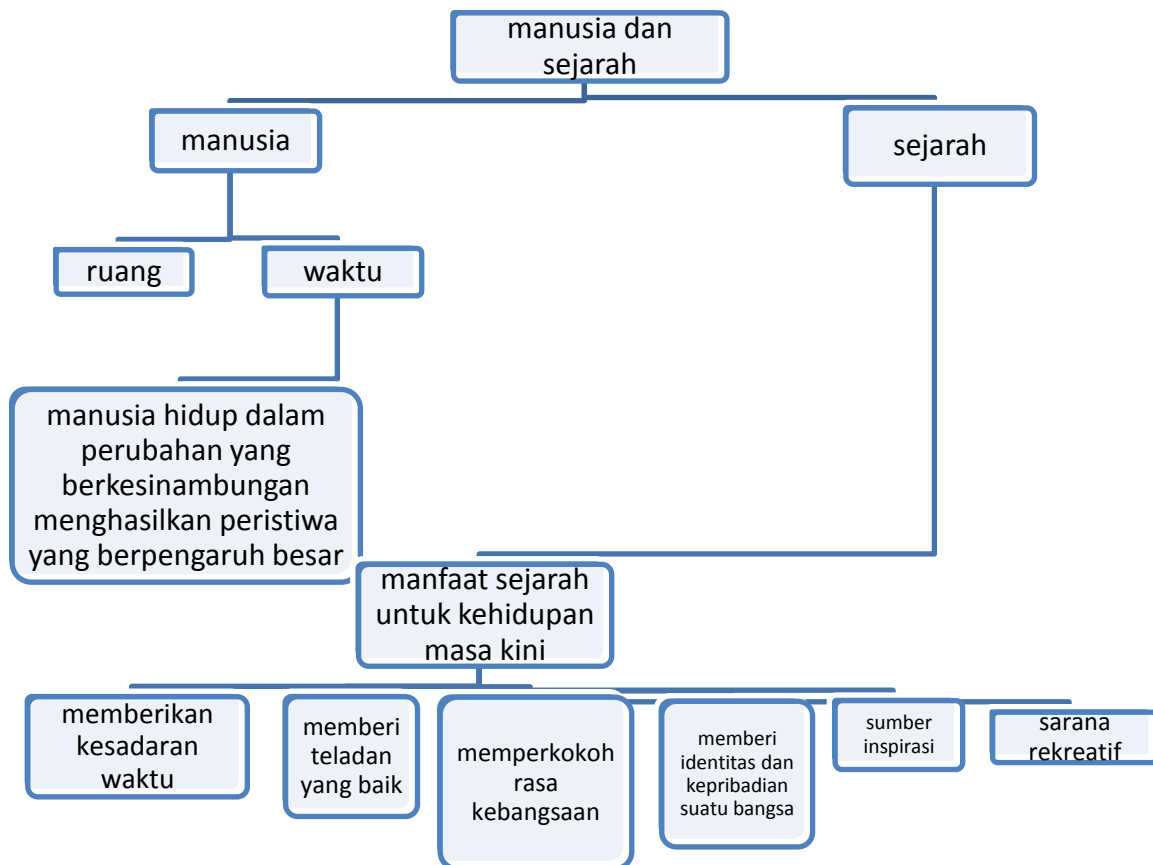 manusia dan
sejarah
manusia
sejarah
ruang
waktu
manusia hidup dalam
perubahan yang
berkesinambungan
menghasilkan peristiwa
yang berpengaruh besar
manfaat sejarah
untuk kehidupan
masa kini
memberikan
kesadaran
waktu
memberi
teladan
yang baik
memperkokoh
rasa
kebangsaan
memberi
identitas dan
kepribadian
suatu bangsa
sumber
inspirasi
sarana
rekreatif